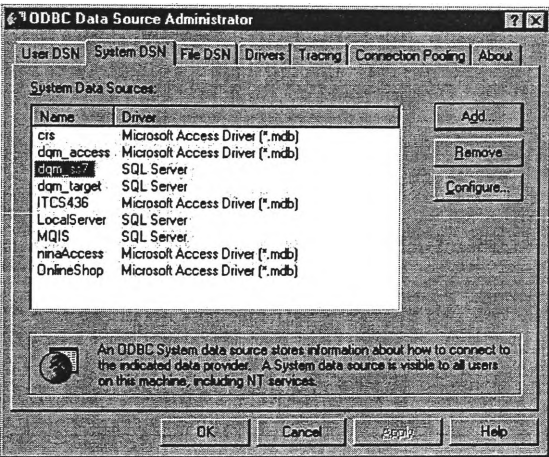 ODBC Data Source Administrator
User DSN System DSN File DSN Drivers Tracing Connection Pooling About
System Data Sources:
Name Driver
crs Microsoft Access Driver (*.mdb)
dqm_access Microsoft Access Driver (*.mdb)
dqm_ss7 SQL Server
dqm_target SQL Server
ITCS436 Microsoft Access Driver (*.mdb)
LocalServer SQL Server
MQIS SQL Server
ninaAccess Microsoft Access Driver (*.mdb)
OnlineShop Microsoft Access Driver (*.mdb)
Add...
Remove
Configure...
An ODBC System data source stores information about how to connect to
the indicated data provider. A System data source is visible to all users
on this machine, including NT services.
OK Cancel Apply Help